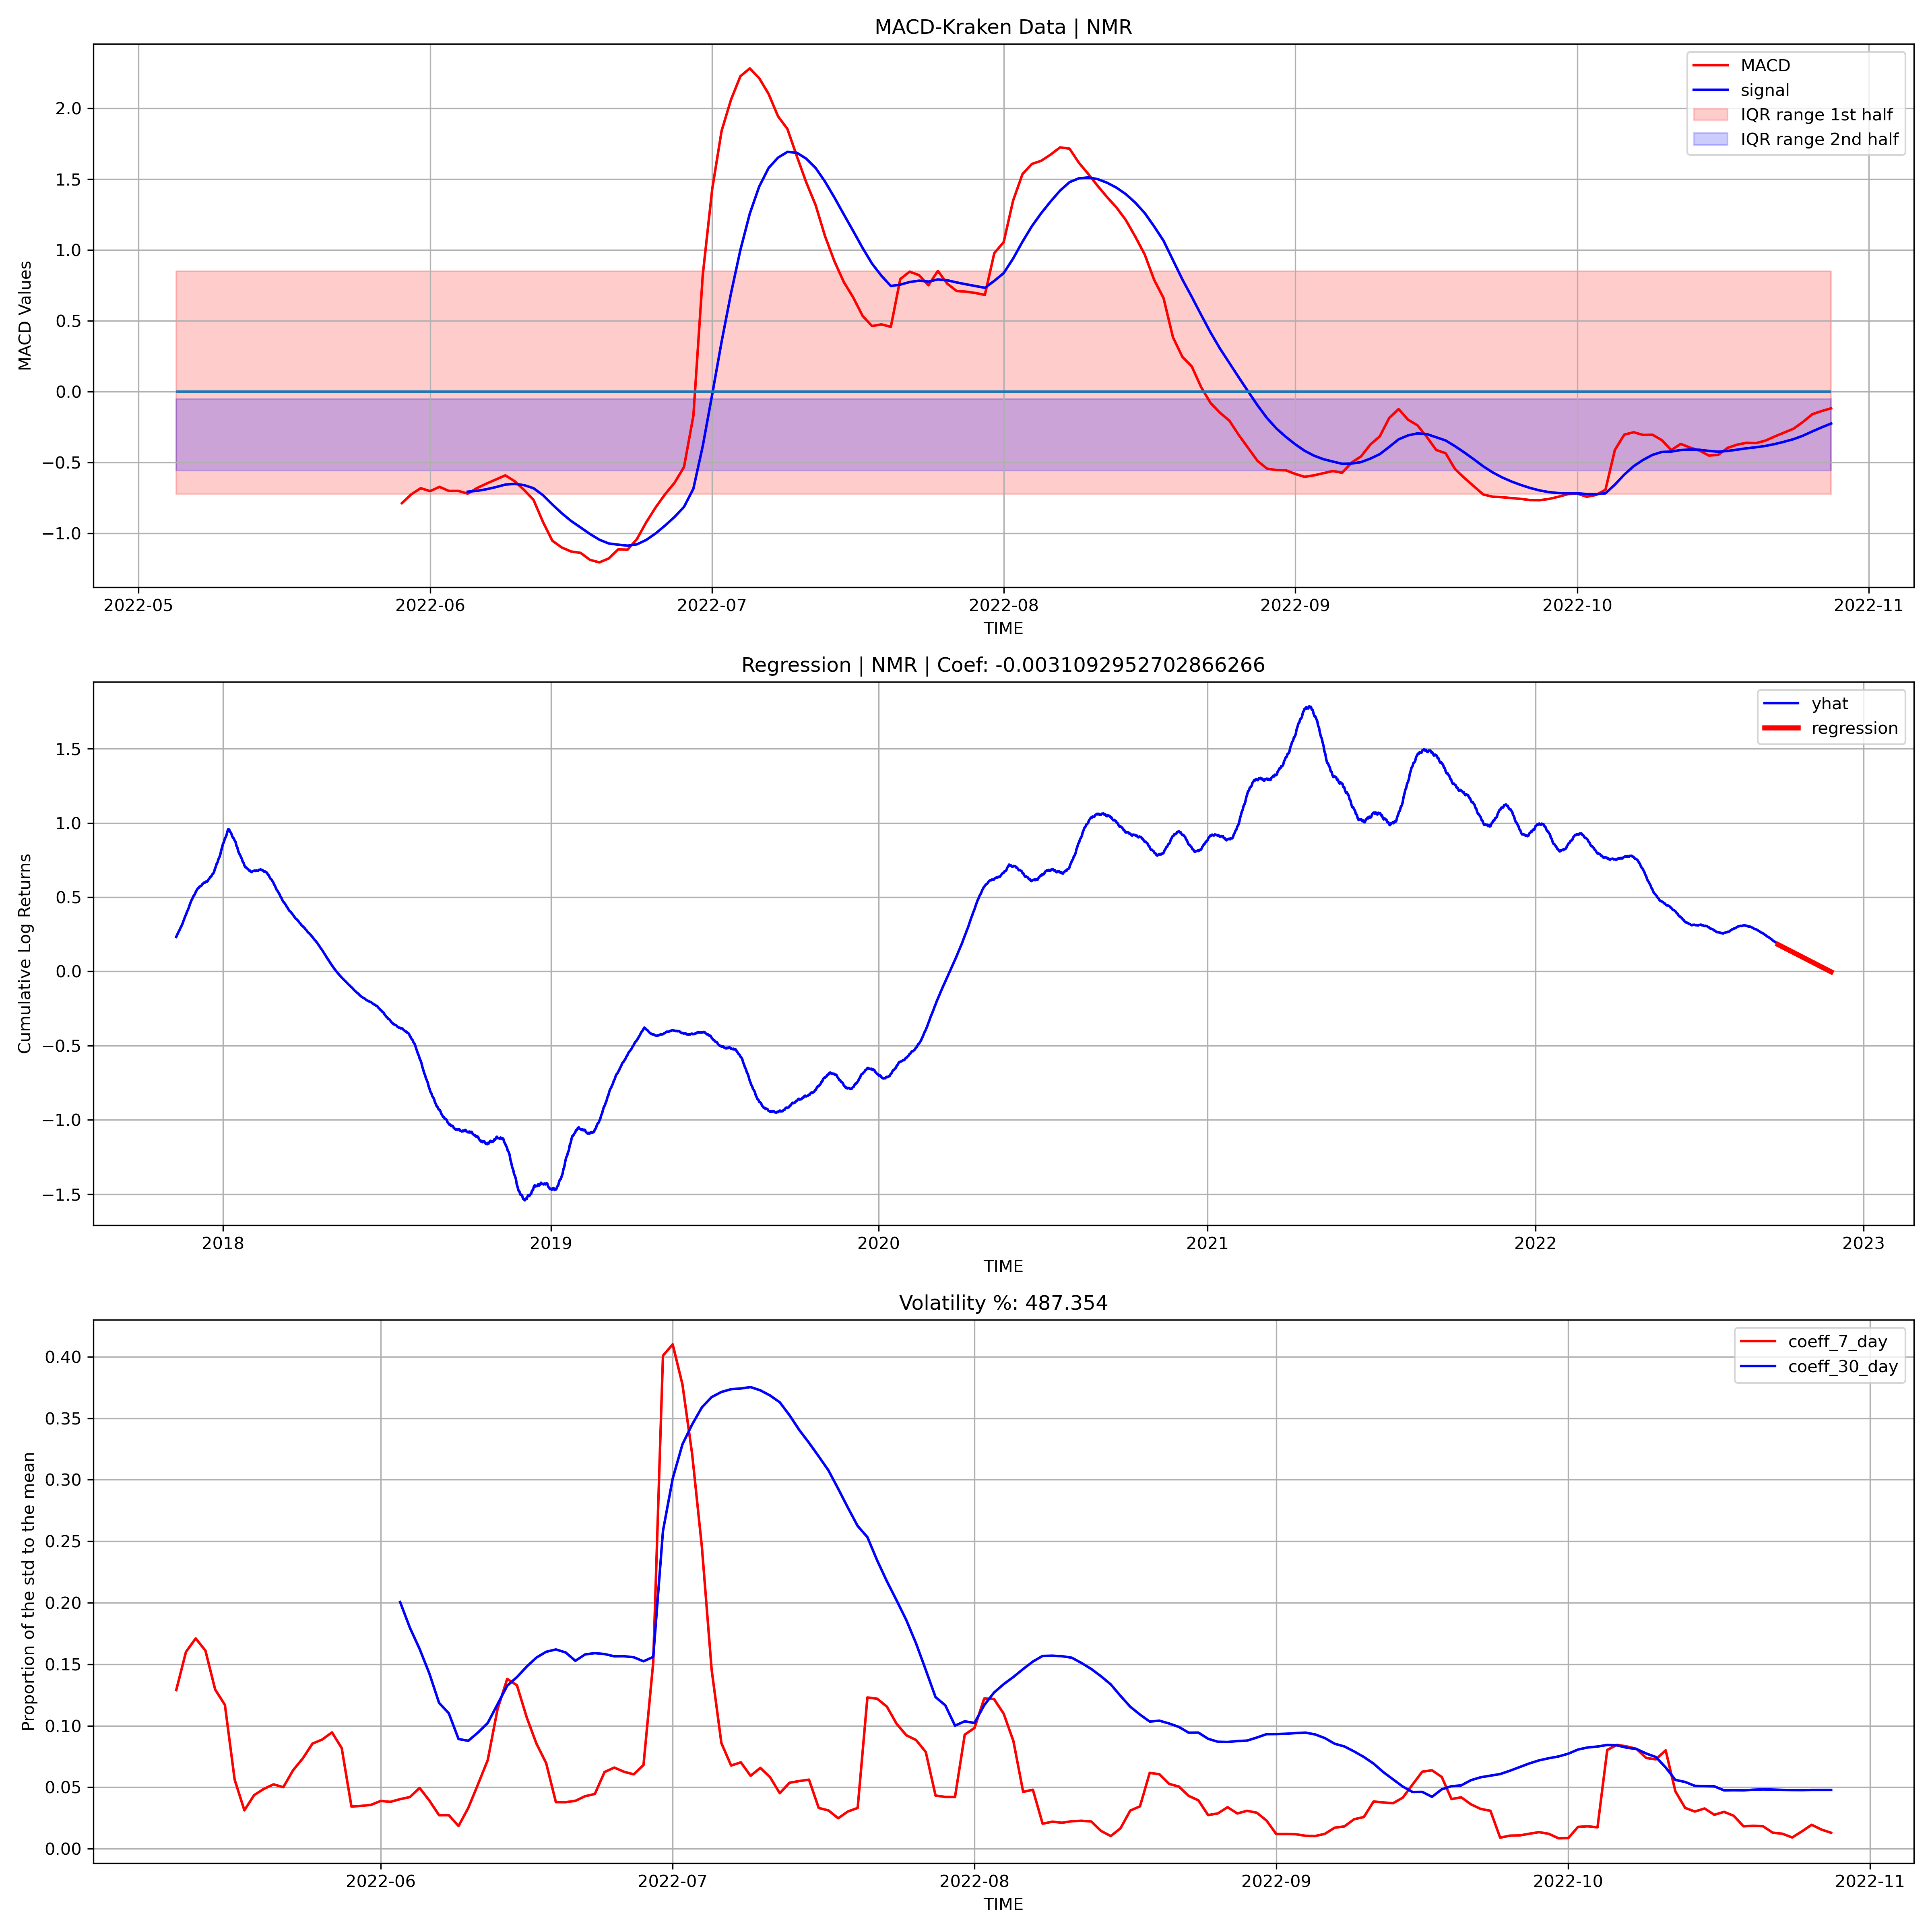 MACD-Kraken Data | NMR
MACD Values
2.0
1.5
1.0
0.5
0.0
−0.5
−1.0
MACD
signal
IQR range 1st half
IQR range 2nd half
2022-05 2022-06 2022-07 2022-08 2022-09 2022-10 2022-11
TIME
Regression | NMR | Coef: -0.0031092952702866266
Cumulative Log Returns
1.5
1.0
0.5
0.0
−0.5
−1.0
−1.5
yhat
regression
2018 2019 2020 2021 2022 2023
TIME
Volatility %: 487.354
Proportion of the std to the mean
0.40
0.35
0.30
0.25
0.20
0.15
0.10
0.05
0.00
coeff_7_day
coeff_30_day
2022-06 2022-07 2022-08 2022-09 2022-10 2022-11
TIME